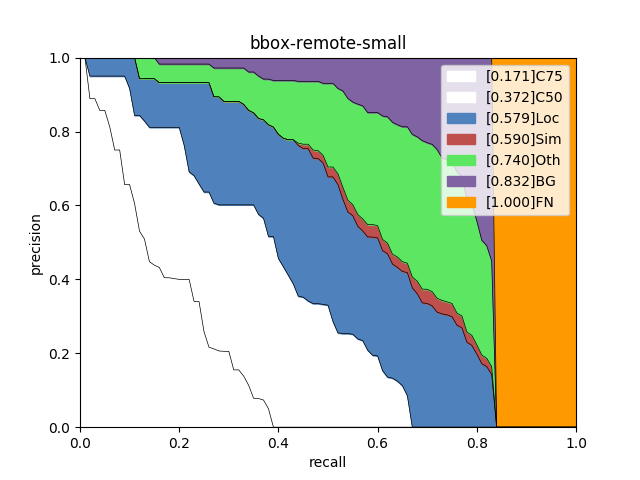 bbox-remote-small
1.0
0.8
0.6
0.4
0.2
0.0
precision
[0.171]C75
[0.372]C50
[0.579]Loc
[0.590]Sim
[0.740]Oth
[0.832]BG
[1.000]FN
0.0 0.2 0.4 0.6 0.8 1.0
recall